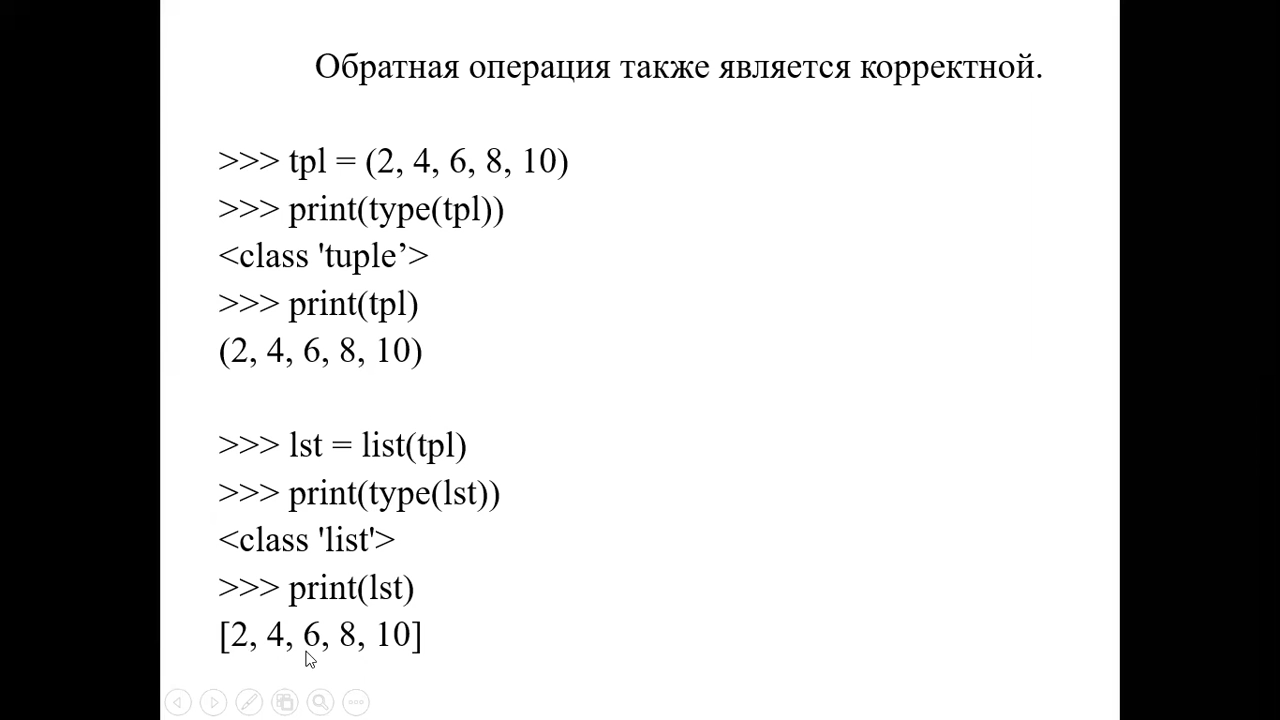 Обратная операция также является корректной.
>>> tpl = (2, 4, 6, 8, 10)
>>> print(type(tpl))
<class 'tuple’>
>>> print(tpl)
(2, 4, 6, 8, 10)
>>> lst = list(tpl)
>>> print(type(lst))
<class 'list'>
>>> print(lst)
[2, 4, 6, 8, 10]